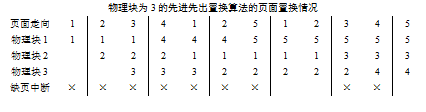 物理块为 3 的先进先出置换算法的页面置换情况
页面走向 1 2 3 4 1 2 5 1 2 3 4 5
物理块1 1 1 1 4 4 4 5 5 5 5 5 5
物理块2 2 2 2 1 1 1 1 1 3 3 3
物理块3 3 3 3 2 2 2 2 2 4 4
缺页中断 × × × × × × × × ×